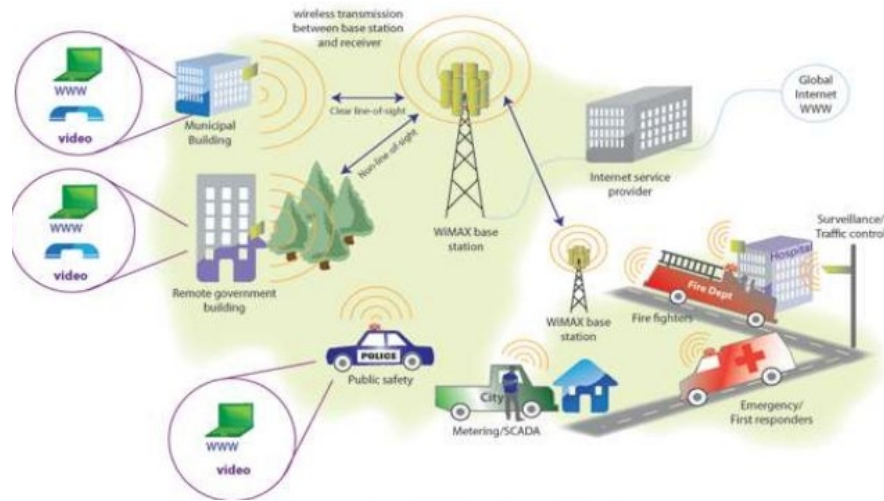 wireless transmission
between base station
and receiver
WWW
video
Municipal
Building
Clear line-of-sight
Non-line-of-sight
Global
Internet
WWW
Internet service
provider
WiMAX base
station
WWW
video
Remote government
building
Surveillance/
Traffic control
Hospital
Fire Dept
Fire fighters
WiMAX base
station
POLICE
Public safety
City
Metering/SCADA
Emergency/
First responders
WWW
video